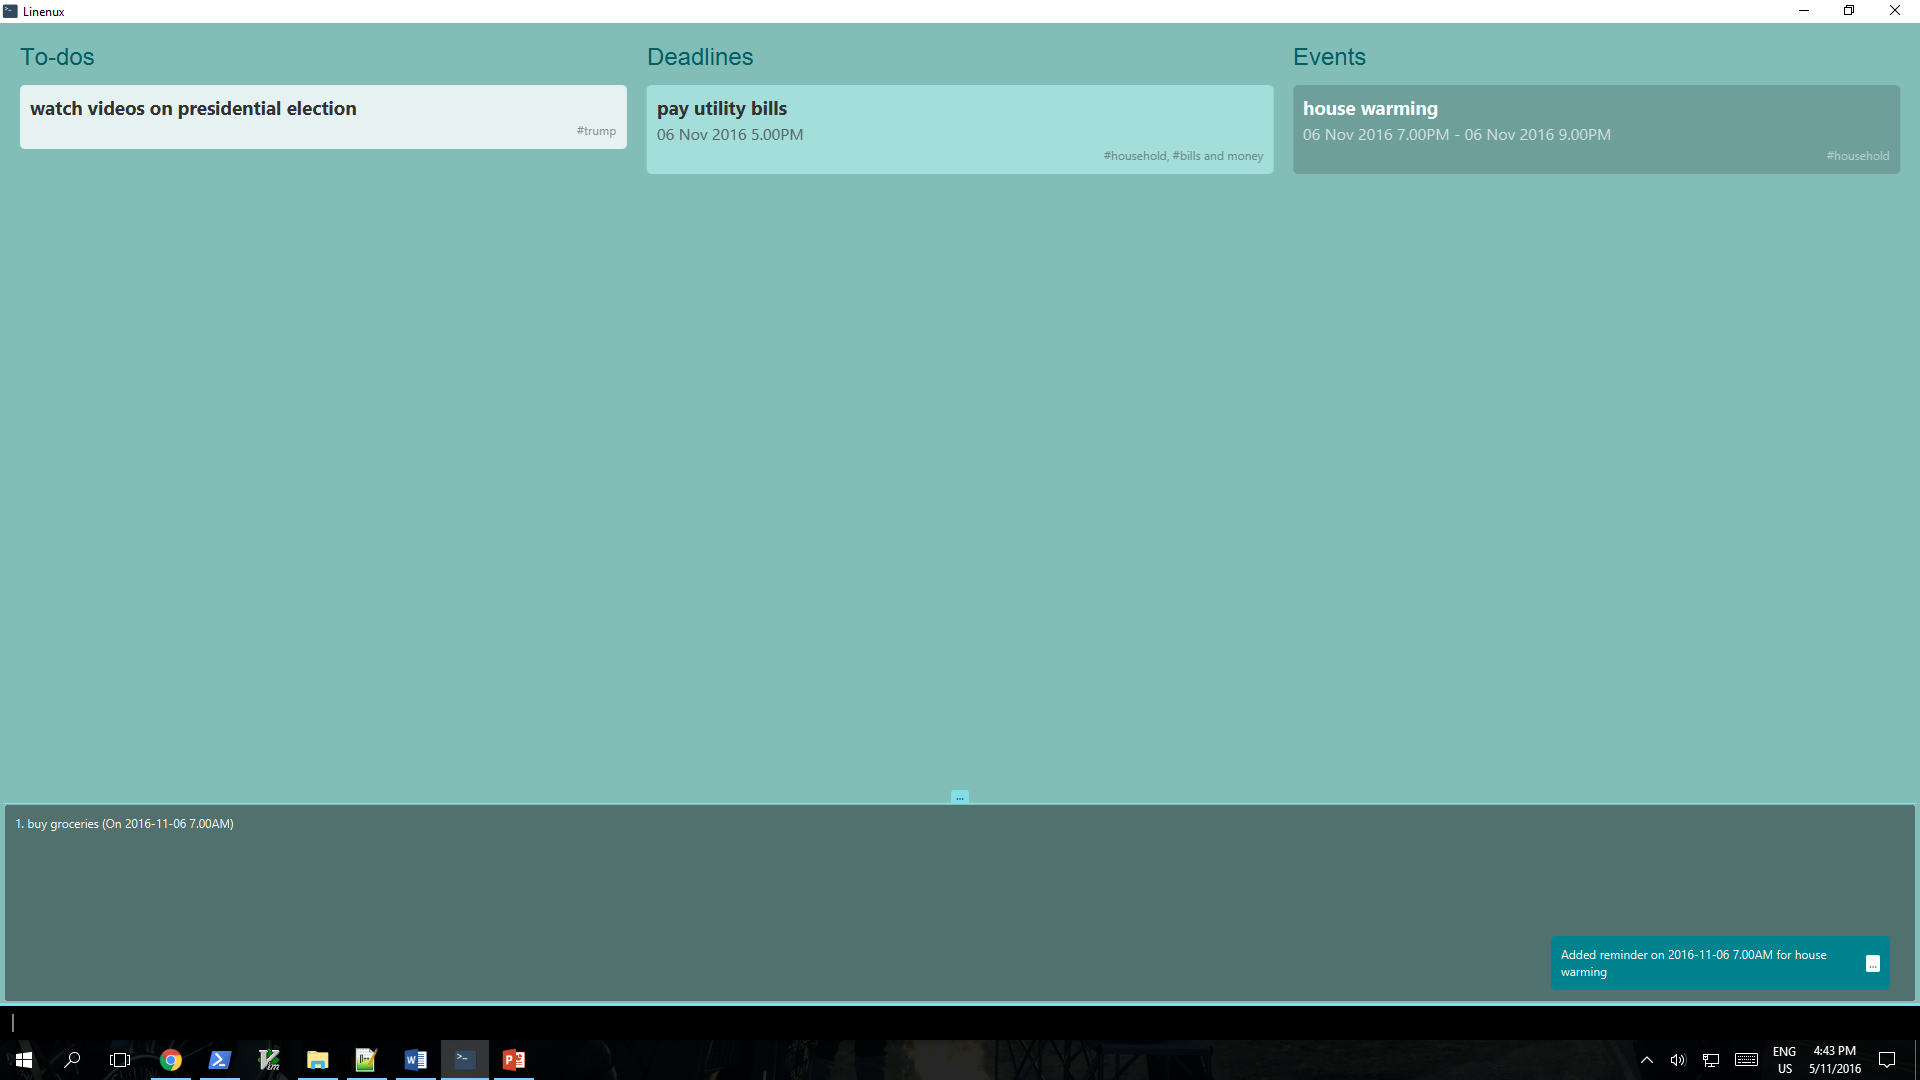 Linenux
To-dos
watch videos on presidential election
#trump
Deadlines
pay utility bills
06 Nov 2016 5.00PM
#household, #bills and money
Events
house warming
06 Nov 2016 7.00PM - 06 Nov 2016 9.00PM
#household
...
1. buy groceries (On 2016-11-06 7.00AM)
Added reminder on 2016-11-06 7.00AM for house
warming
...
ENG
US
4:43 PM
5/11/2016